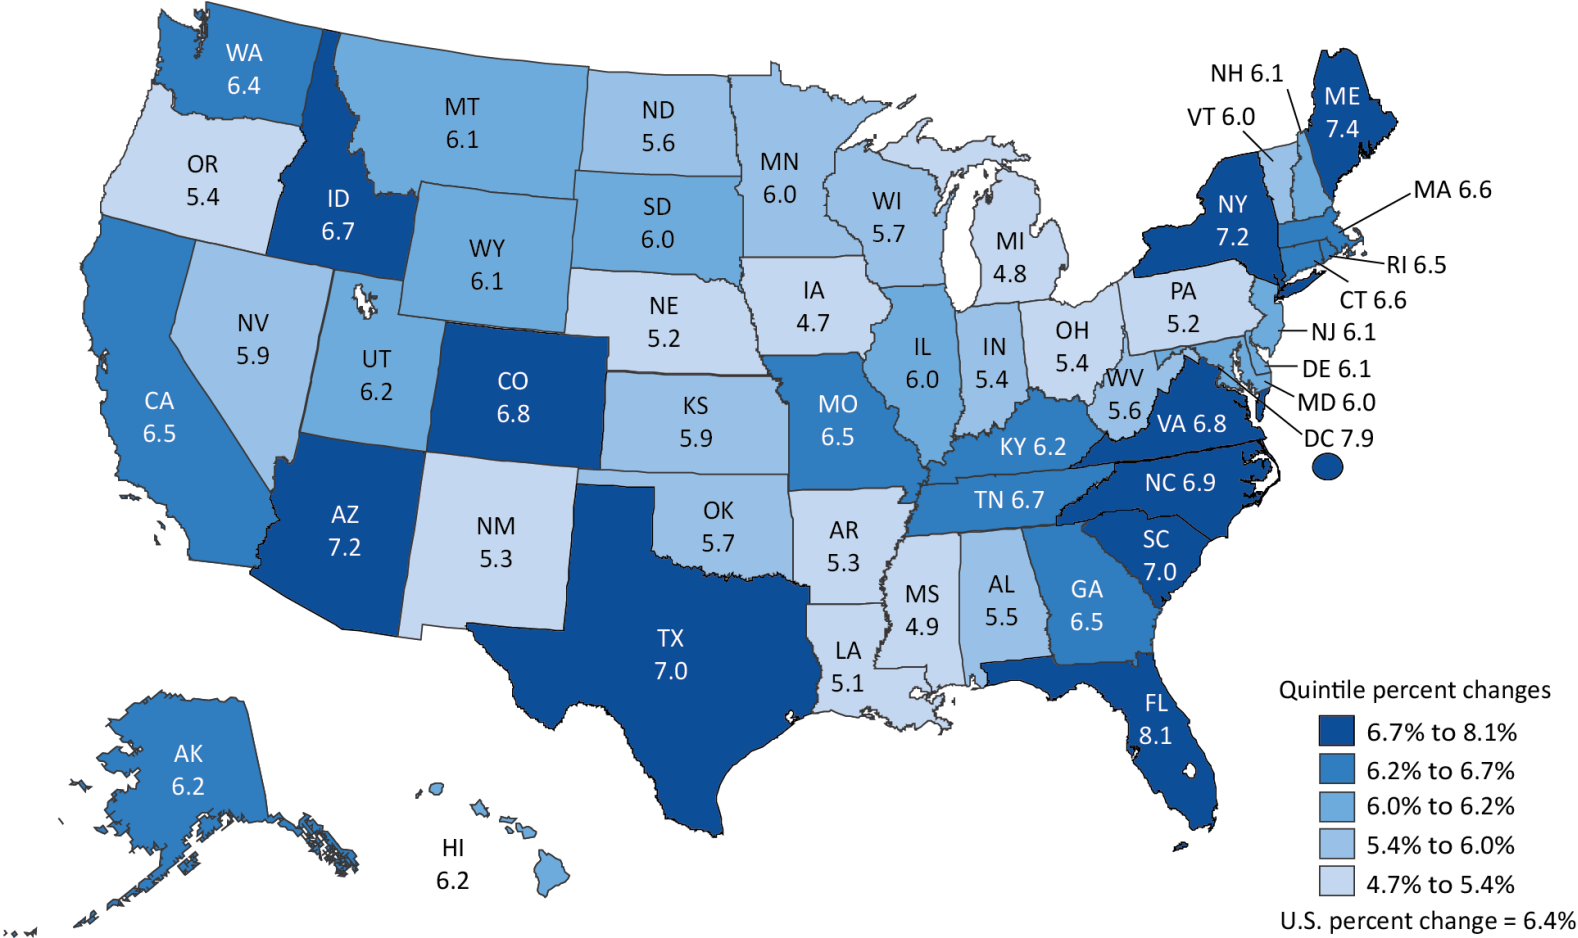 WA
6.4
MT
6.1
ND
5.6
MN
6.0
OR
5.4
ID
6.7
SD
6.0
WI
5.7
MI
4.8
WY
6.1
NH 6.1
VT 6.0
ME
7.4
NY
7.2
MA 6.6
RI 6.5
CT 6.6
NJ 6.1
DE 6.1
MD 6.0
DC 7.9
NV
5.9
UT
6.2
NE
5.2
IA
4.7
IL
6.0
IN
5.4
OH
5.4
PA
5.2
CA
6.5
CO
6.8
KS
5.9
MO
6.5
WV
5.6
KY 6.2
VA 6.8
NC 6.9
TN 6.7
AZ
7.2
NM
5.3
OK
5.7
AR
5.3
SC
7.0
MS
4.9
AL
5.5
GA
6.5
TX
7.0
LA
5.1
FL
8.1
AK
6.2
HI
6.2
Quintile percent changes
6.7% to 8.1%
6.2% to 6.7%
6.0% to 6.2%
5.4% to 6.0%
4.7% to 5.4%
U.S. percent change = 6.4%